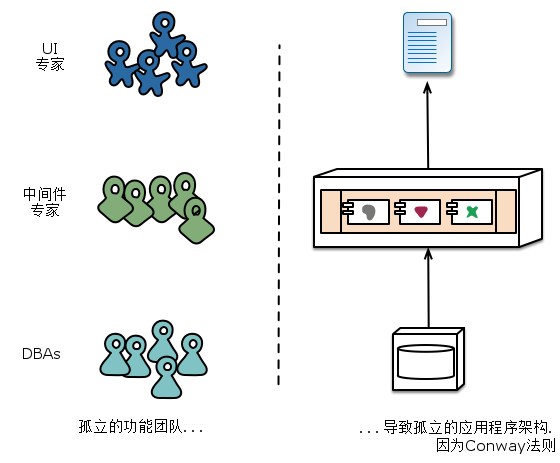 UI
专家
中间件
专家
DBAs
孤立的功能团队...
...导致孤立的应用程序架构.
因为Conway法则